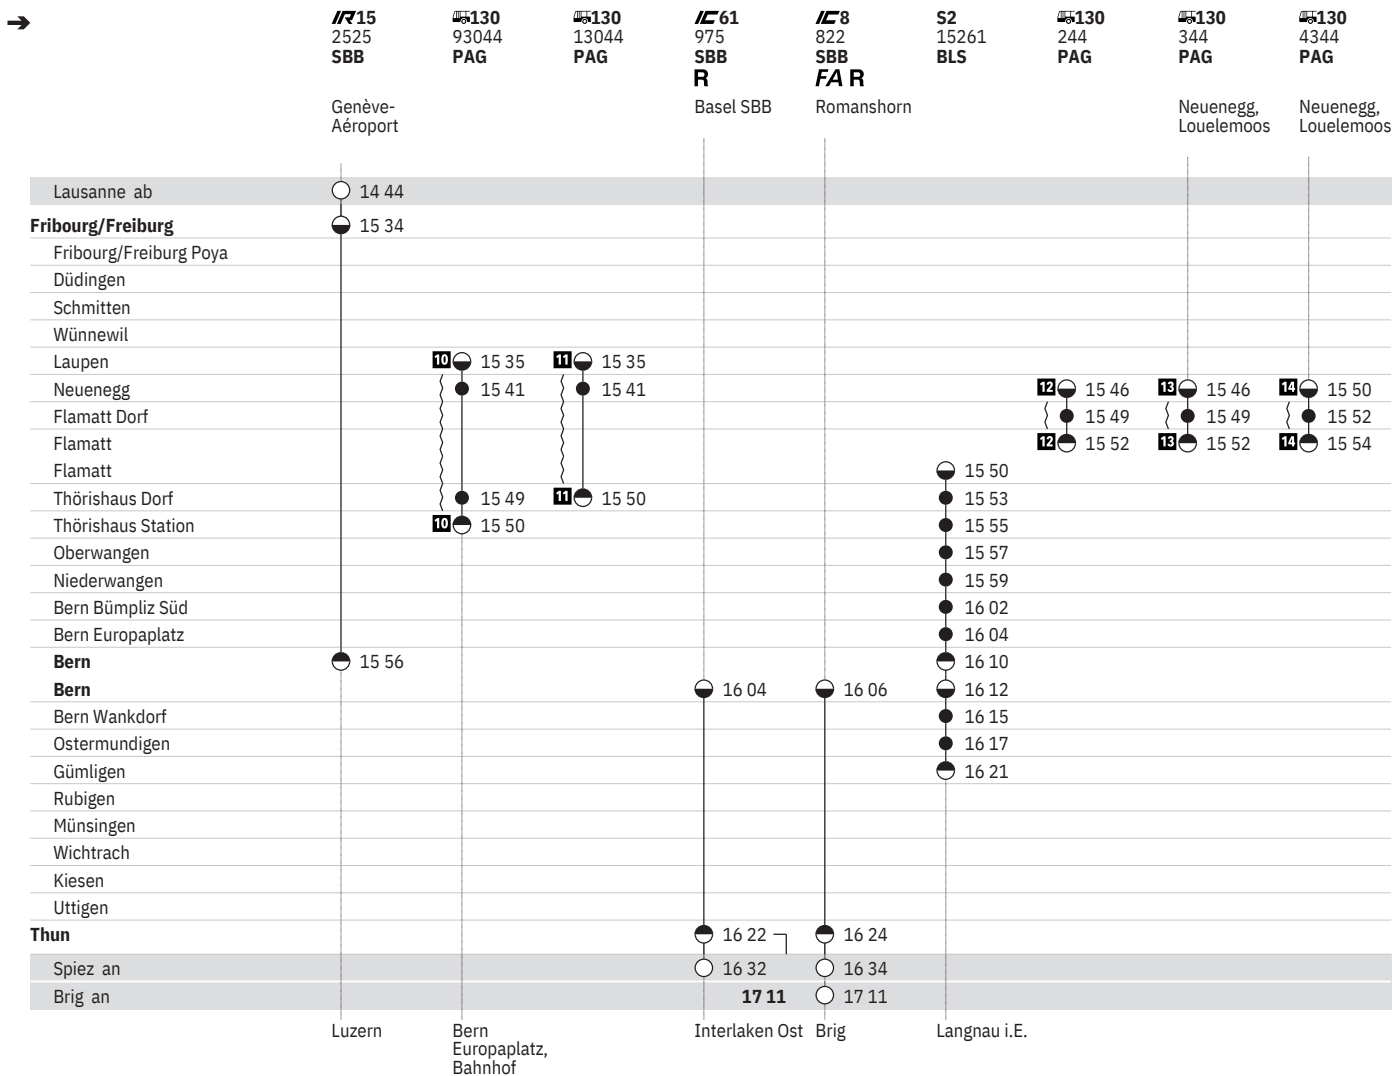 ➔ IR15 130 130 IC61 IC8 S2 130 130 130
2525 93044 13044 975 822 15261 244 344 4344
SBB PAG PAG SBB SBB BLS PAG PAG PAG
R FA R
Genève- Basel SBB Romanshorn Neuenegg, Neuenegg,
Aéroport Louelemoos Louelemoos
Lausanne ab 14 44
Fribourg/Freiburg 15 34
Fribourg/Freiburg Poya
Düdingen
Schmitten
Wünnewil
Laupen 10 15 35 11 15 35
Neuenegg 15 41 15 41 12 15 46 13 15 46 14 15 50
Flamatt Dorf 15 49 15 49 15 52
Flamatt 12 15 52 13 15 52 14 15 54
Flamatt 15 50
Thörishaus Dorf 15 49 11 15 50 15 53
Thörishaus Station 10 15 50 15 55
Oberwangen 15 57
Niederwangen 15 59
Bern Bümpliz Süd 16 02
Bern Europaplatz 16 04
Bern 15 56 16 10
Bern 16 04 16 06 16 12
Bern Wankdorf 16 15
Ostermundigen 16 17
Gümligen 16 21
Rubigen
Münsingen
Wichtrach
Kiesen
Uttigen
Thun 16 22 16 24
Spiez an 16 32 16 34
Brig an 17 11 17 11
Luzern Bern Interlaken Ost Brig Langnau i.E.
Europaplatz,
Bahnhof